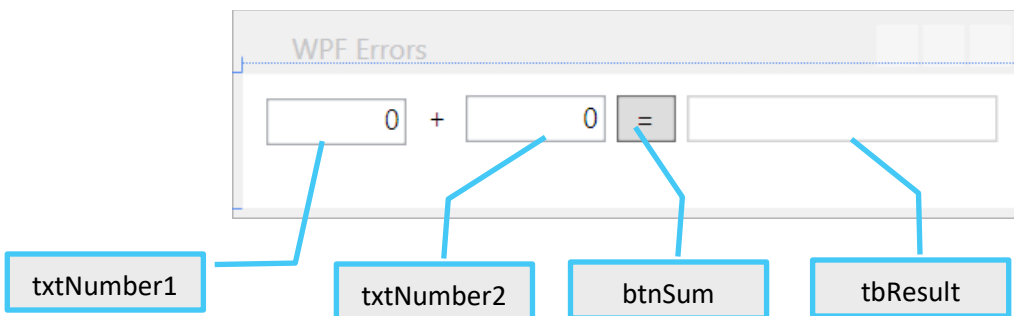 WPF Errors
0 + 0 =
txtNumber1
txtNumber2
btnSum
tbResult